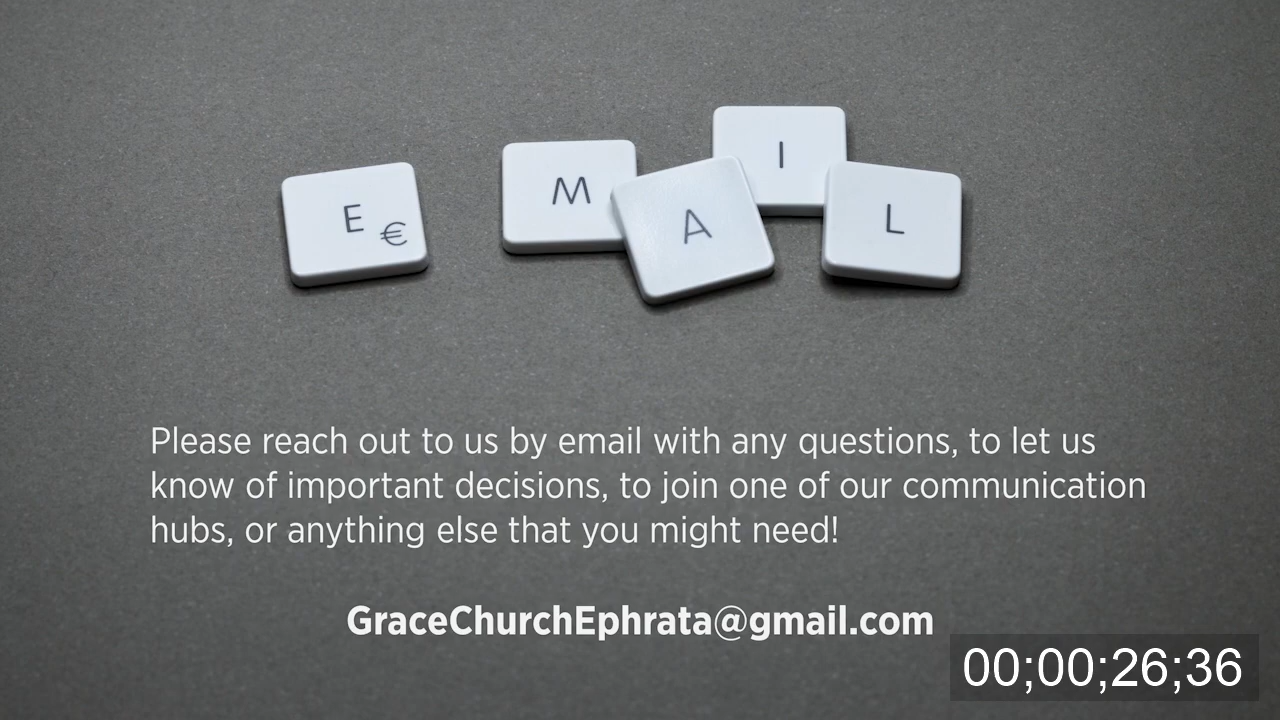 E €
M
A
I
L
Please reach out to us by email with any questions, to let us
know of important decisions, to join one of our communication
hubs, or anything else that you might need!
GraceChurchEphrata@gmail.com
00;00;26;36